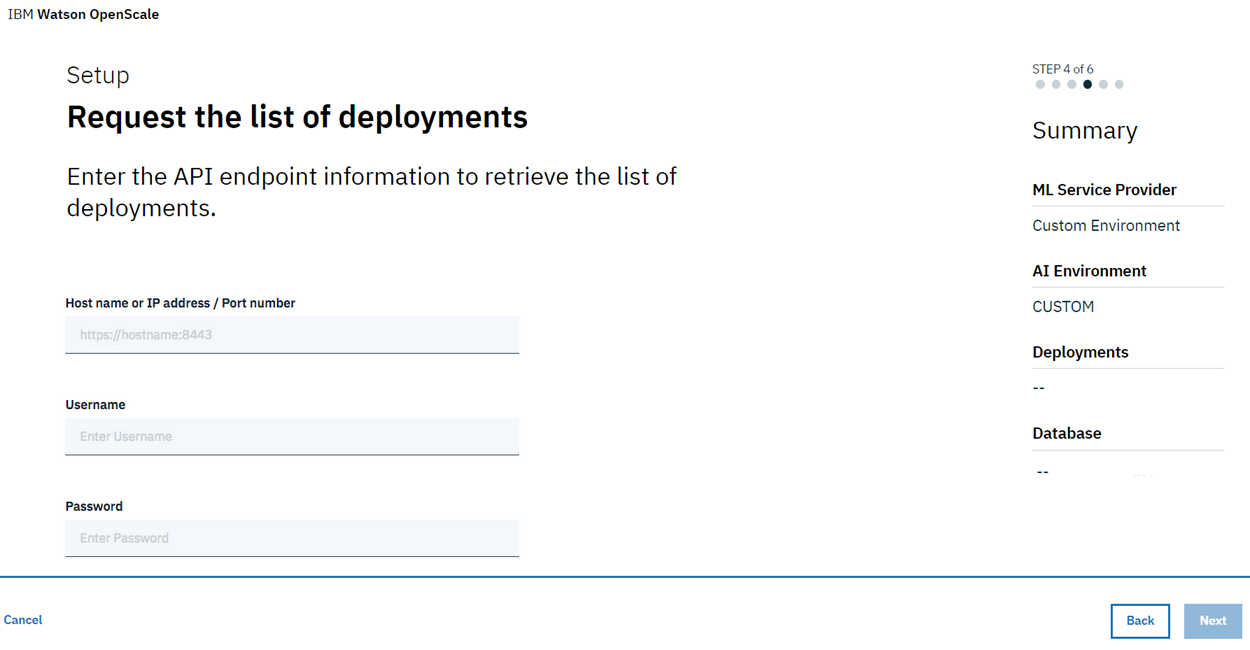 IBM Watson OpenScale
Setup
Request the list of deployments
Enter the API endpoint information to retrieve the list of
deployments.
Host name or IP address / Port number
https://hostname:8443
Username
Enter Username
Password
Enter Password
STEP 4 of 6
Summary
ML Service Provider
Custom Environment
AI Environment
CUSTOM
Deployments
--
Database
--
Cancel
Back
Next